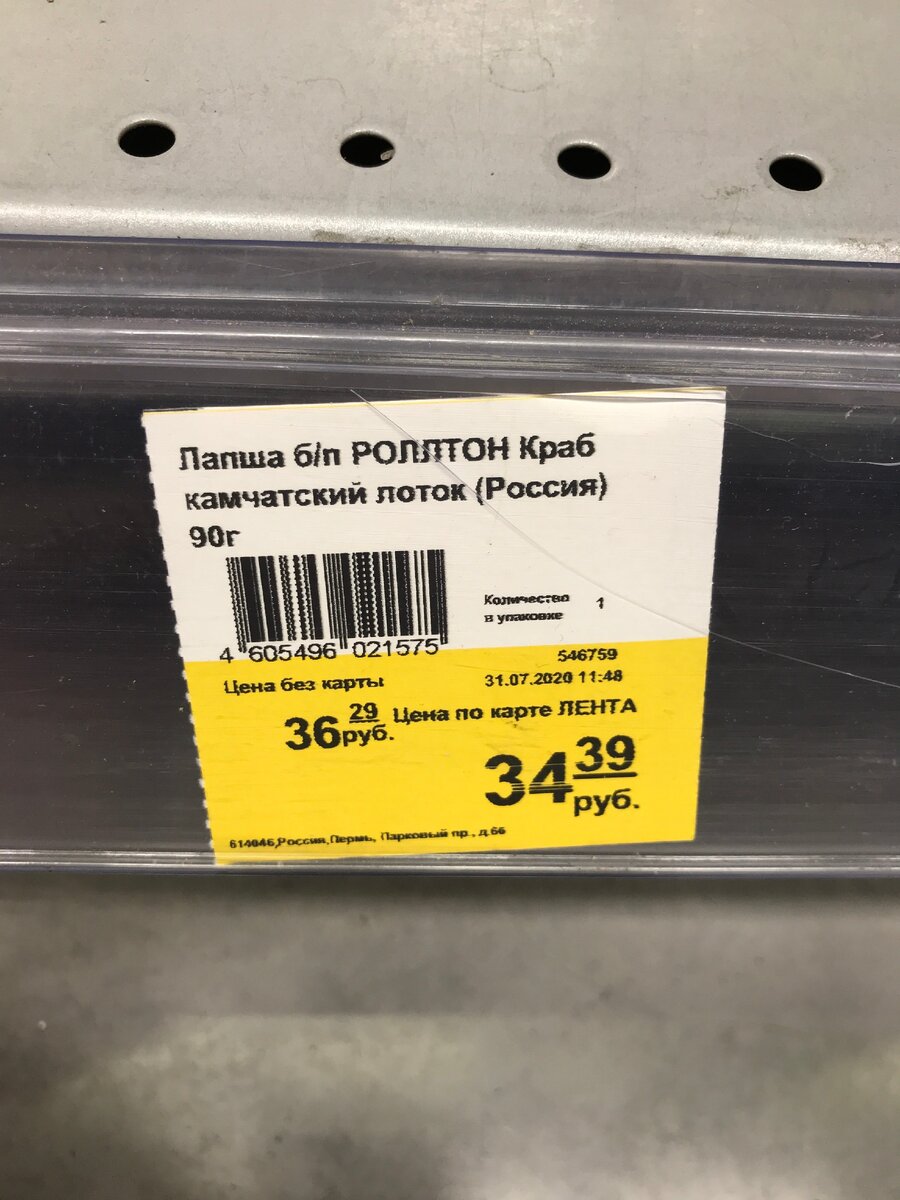 Лапша б/п РОЛЛТОН Краб
камчатский лоток (Россия)
90г
Количество 1
в упаковке
4 605496 021575
546759
Цена без карты
31.07.2020 11:48
36 29 руб.
Цена по карте ЛЕНТА
34 39 руб.
614046,Россия,Пермь, Парковый пр., д.66